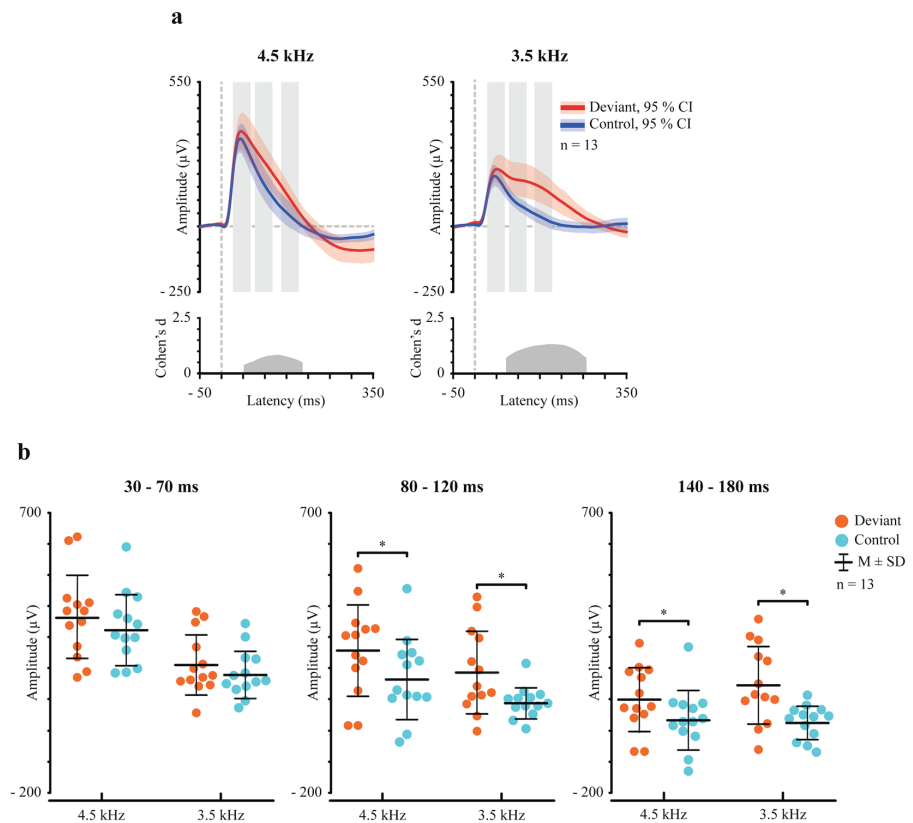 a
4.5 kHz
3.5 kHz
550
550
Deviant, 95 % CI
Control, 95 % CI
n = 13
Amplitude (µV)
Amplitude (µV)
- 250
- 250
2.5
2.5
Cohen's d
Cohen's d
0
0
- 50
350
- 50
350
Latency (ms)
Latency (ms)
b
30 - 70 ms
80 - 120 ms
140 - 180 ms
700
700
700
Deviant
Control
M ± SD
n = 13
*
*
*
*
Amplitude (µV)
Amplitude (µV)
Amplitude (µV)
- 200
- 200
- 200
4.5 kHz
3.5 kHz
4.5 kHz
3.5 kHz
4.5 kHz
3.5 kHz